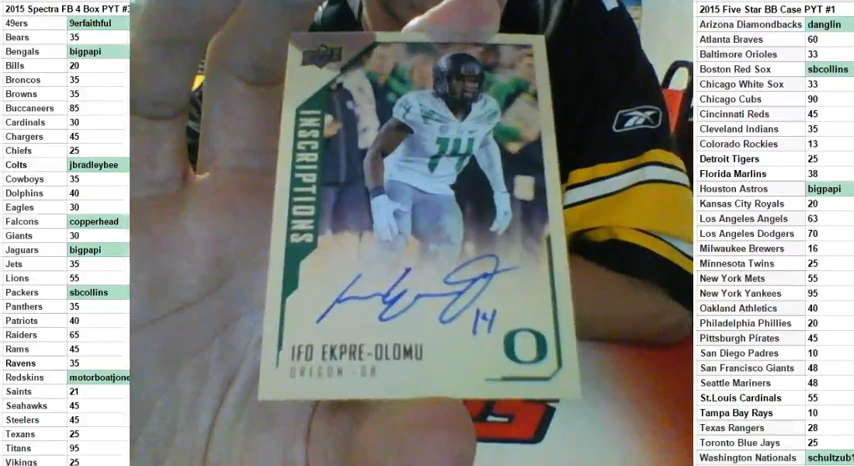 2015 Spectra FB 4 Box PYT #3
49ers 9erfaithful
Bears 35
Bengals bigpapi
Bills 20
Broncos 35
Browns 35
Buccaneers 85
Cardinals 30
Chargers 45
Chiefs 25
Colts jbradleybee
Cowboys 35
Dolphins 40
Eagles 30
Falcons copperhead
Giants 30
Jaguars bigpapi
Jets 35
Lions 55
Packers sbcollins
Panthers 35
Patriots 40
Raiders 65
Rams 45
Ravens 35
Redskins motorboatjone
Saints 21
Seahawks 45
Steelers 45
Texans 25
Titans 95
Vikings 25
INSCRIPTIONS
14
14
O
IFO EKPRE-OLOMU
OREGON - DB
Reebok
2015 Five Star BB Case PYT #1
Arizona Diamondbacks danglin
Atlanta Braves 60
Baltimore Orioles 33
Boston Red Sox sbcollins
Chicago White Sox 33
Chicago Cubs 90
Cincinnati Reds 45
Cleveland Indians 35
Colorado Rockies 13
Detroit Tigers 25
Florida Marlins 38
Houston Astros bigpapi
Kansas City Royals 20
Los Angeles Angels 63
Los Angeles Dodgers 70
Milwaukee Brewers 16
Minnesota Twins 25
New York Mets 55
New York Yankees 95
Oakland Athletics 40
Philadelphia Phillies 20
Pittsburgh Pirates 45
San Diego Padres 10
San Francisco Giants 48
Seattle Mariners 48
St.Louis Cardinals 55
Tampa Bay Rays 10
Texas Rangers 28
Toronto Blue Jays 25
Washington Nationals schultzub1